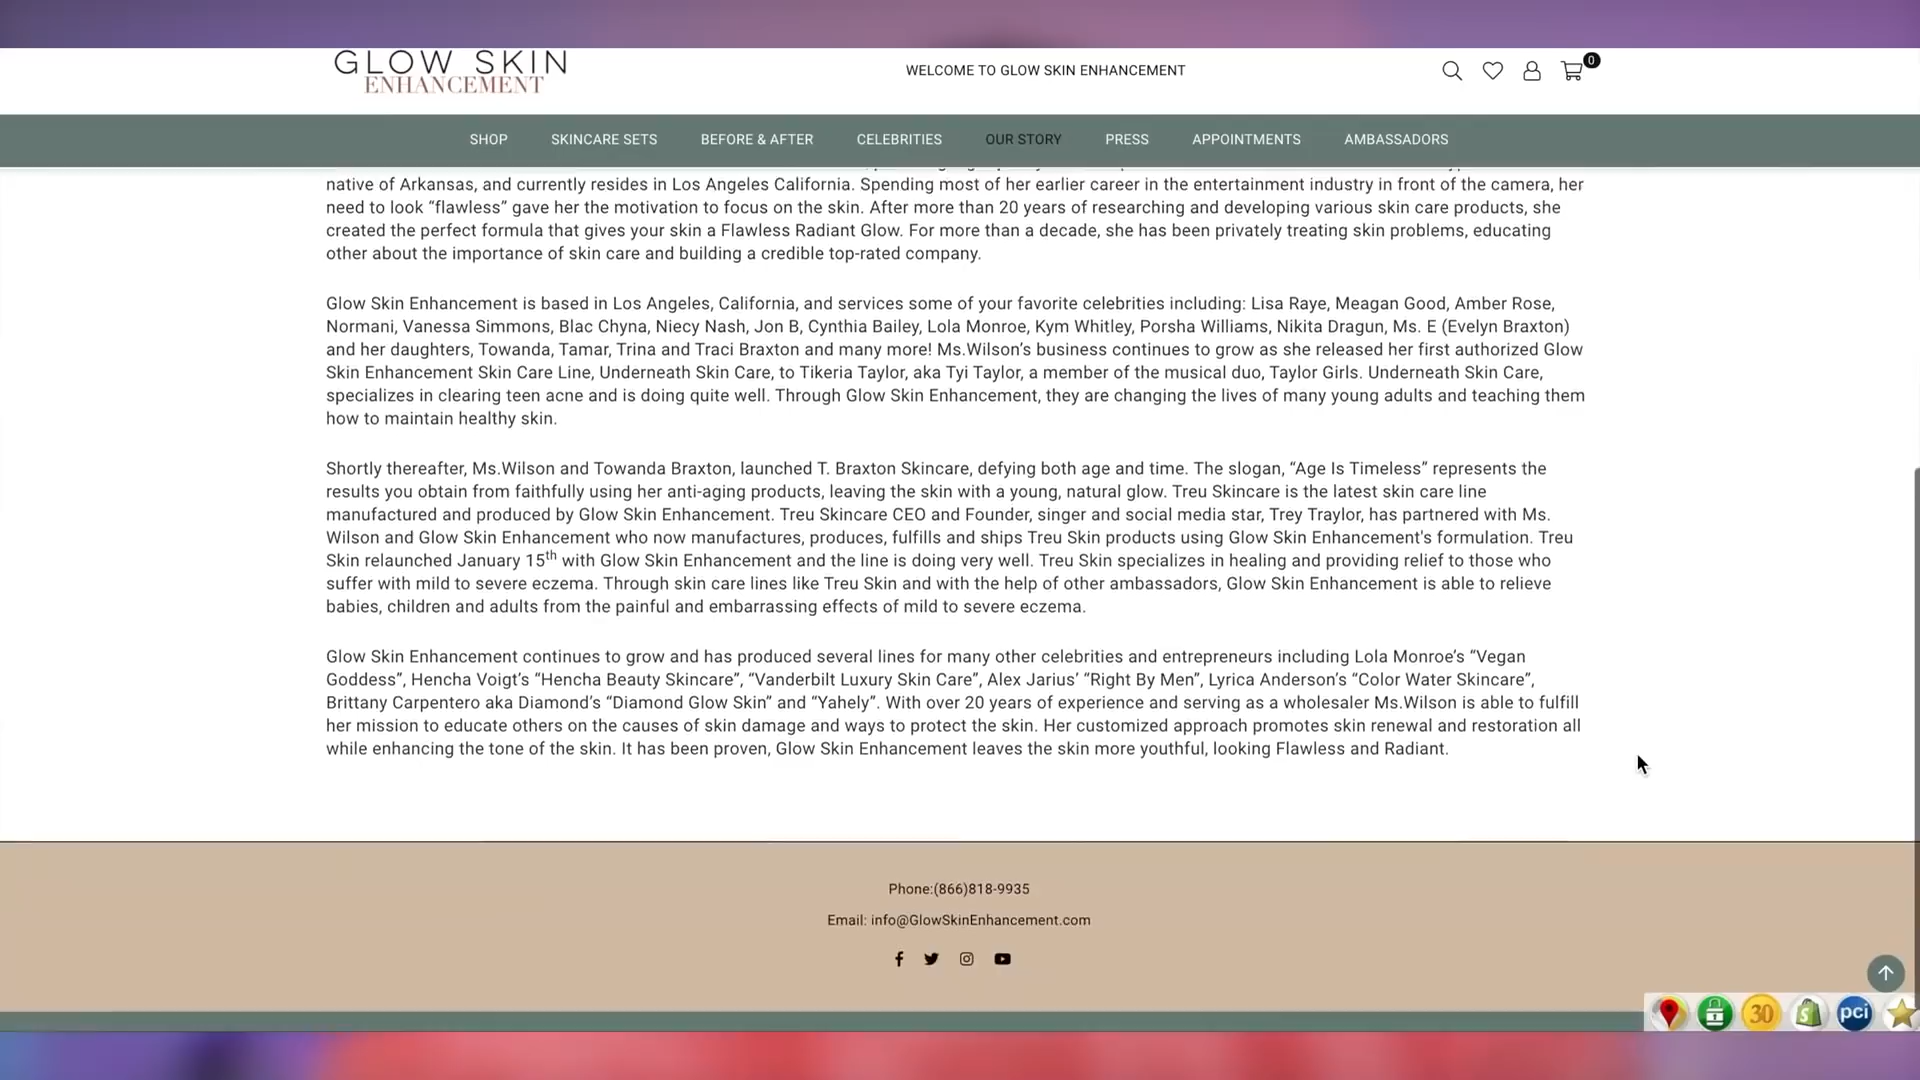 GLOW SKIN
ENHANCEMENT
WELCOME TO GLOW SKIN ENHANCEMENT
0
SHOP SKINCARE SETS BEFORE & AFTER CELEBRITIES OUR STORY PRESS APPOINTMENTS AMBASSADORS
native of Arkansas, and currently resides in Los Angeles California. Spending most of her earlier career in the entertainment industry in front of the camera, her
need to look “flawless” gave her the motivation to focus on the skin. After more than 20 years of researching and developing various skin care products, she
created the perfect formula that gives your skin a Flawless Radiant Glow. For more than a decade, she has been privately treating skin problems, educating
other about the importance of skin care and building a credible top-rated company.
Glow Skin Enhancement is based in Los Angeles, California, and services some of your favorite celebrities including: Lisa Raye, Meagan Good, Amber Rose,
Normani, Vanessa Simmons, Blac Chyna, Niecy Nash, Jon B, Cynthia Bailey, Lola Monroe, Kym Whitley, Porsha Williams, Nikita Dragun, Ms. E (Evelyn Braxton)
and her daughters, Towanda, Tamar, Trina and Traci Braxton and many more! Ms.Wilson’s business continues to grow as she released her first authorized Glow
Skin Enhancement Skin Care Line, Underneath Skin Care, to Tikeria Taylor, aka Tyi Taylor, a member of the musical duo, Taylor Girls. Underneath Skin Care,
specializes in clearing teen acne and is doing quite well. Through Glow Skin Enhancement, they are changing the lives of many young adults and teaching them
how to maintain healthy skin.
Shortly thereafter, Ms.Wilson and Towanda Braxton, launched T. Braxton Skincare, defying both age and time. The slogan, “Age Is Timeless” represents the
results you obtain from faithfully using her anti-aging products, leaving the skin with a young, natural glow. Treu Skincare is the latest skin care line
manufactured and produced by Glow Skin Enhancement. Treu Skincare CEO and Founder, singer and social media star, Trey Traylor, has partnered with Ms.
Wilson and Glow Skin Enhancement who now manufactures, produces, fulfills and ships Treu Skin products using Glow Skin Enhancement's formulation. Treu
Skin relaunched January 15th with Glow Skin Enhancement and the line is doing very well. Treu Skin specializes in healing and providing relief to those who
suffer with mild to severe eczema. Through skin care lines like Treu Skin and with the help of other ambassadors, Glow Skin Enhancement is able to relieve
babies, children and adults from the painful and embarrassing effects of mild to severe eczema.
Glow Skin Enhancement continues to grow and has produced several lines for many other celebrities and entrepreneurs including Lola Monroe’s “Vegan
Goddess”, Hencha Voigt’s “Hencha Beauty Skincare”, “Vanderbilt Luxury Skin Care”, Alex Jarius’ “Right By Men”, Lyrica Anderson’s “Color Water Skincare”,
Brittany Carpentero aka Diamond’s “Diamond Glow Skin” and “Yahely”. With over 20 years of experience and serving as a wholesaler Ms.Wilson is able to fulfill
her mission to educate others on the causes of skin damage and ways to protect the skin. Her customized approach promotes skin renewal and restoration all
while enhancing the tone of the skin. It has been proven, Glow Skin Enhancement leaves the skin more youthful, looking Flawless and Radiant.
Phone:(866)818-9935
Email: info@GlowSkinEnhancement.com
30 pci